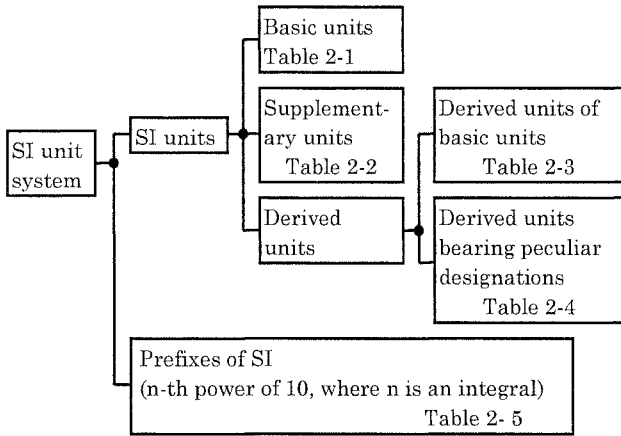 SI unit
system
SI units
Basic units
Table 2-1
Supplement-
ary units
Table 2-2
Derived
units
Derived units of
basic units
Table 2-3
Derived units
bearing peculiar
designations
Table 2-4
Prefixes of SI
(n-th power of 10, where n is an integral)
Table 2- 5